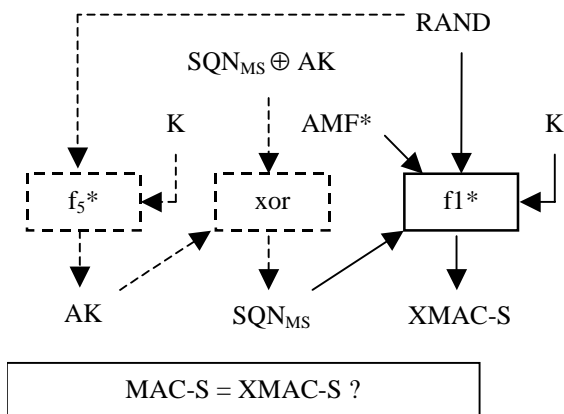 RAND
SQN_MS ⊕ AK
K
AMF*
K
f₅*
xor
f1*
AK
SQN_MS
XMAC-S
MAC-S = XMAC-S ?